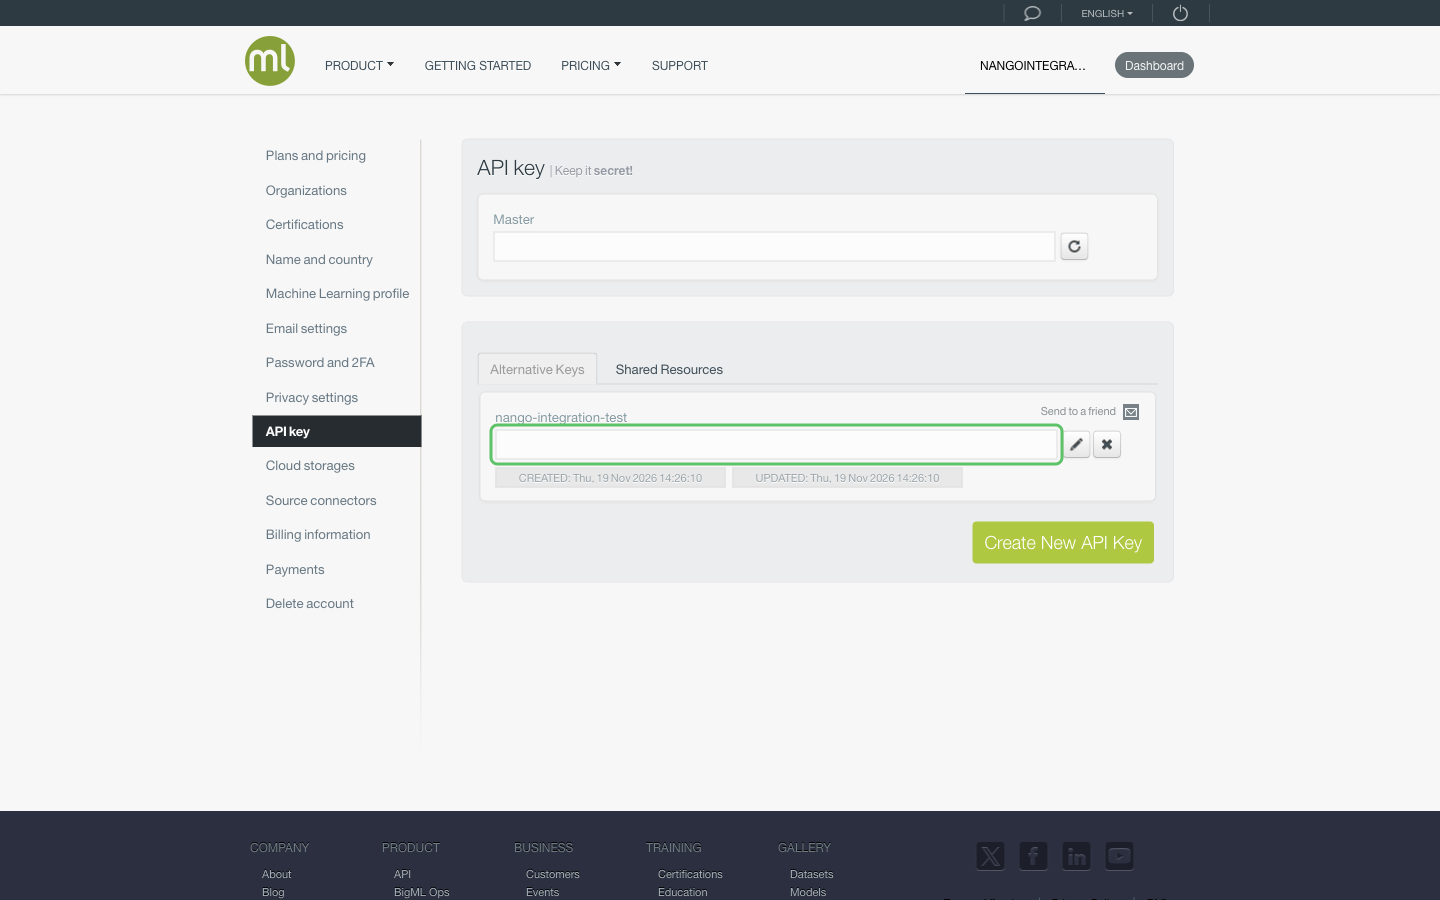 ENGLISH
ml
PRODUCT
GETTING STARTED
PRICING
SUPPORT
NANGOINTEGRA...
Dashboard
Plans and pricing
Organizations
Certifications
Name and country
Machine Learning profile
Email settings
Password and 2FA
Privacy settings
API key
Cloud storages
Source connectors
Billing information
Payments
Delete account
API key | Keep it secret!
Master
Alternative Keys
Shared Resources
nango-integration-test
Send to a friend
CREATED: Thu, 19 Nov 2026 14:26:10
UPDATED: Thu, 19 Nov 2026 14:26:10
Create New API Key
COMPANY
About
Blog
PRODUCT
API
BigML Ops
BUSINESS
Customers
Events
TRAINING
Certifications
Education
GALLERY
Datasets
Models